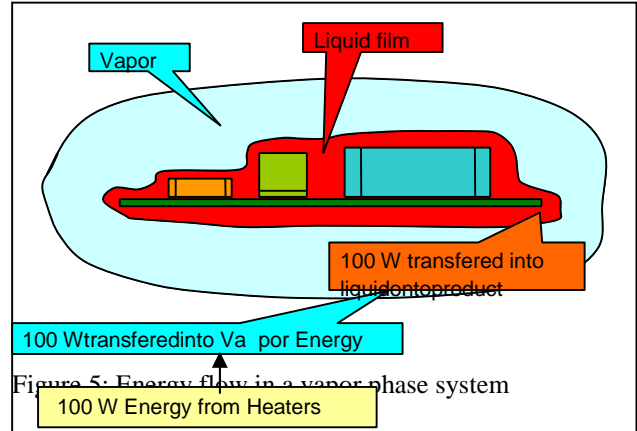 Liquid film
Vapor
100 W transfered into
liquidontoproduct
100 Wtransferedinto Va por Energy
Figure 5: Energy flow in a vapor phase system
100 W Energy from Heaters